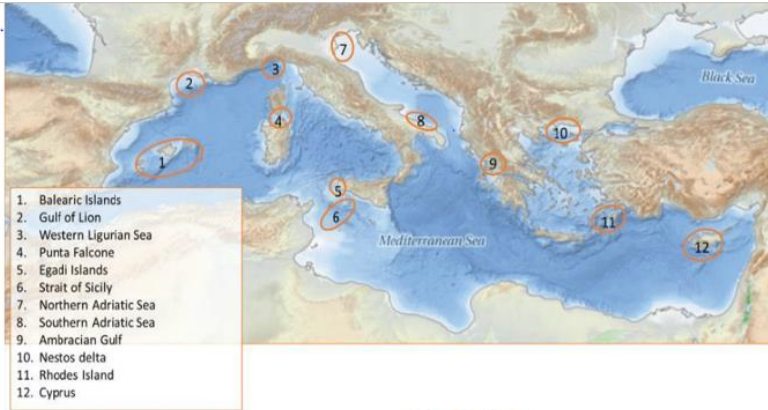 7
3
2
Black Sea
4
8
10
1
9
5
6
11
Mediterranean Sea
12
1. Balearic Islands
2. Gulf of Lion
3. Western Ligurian Sea
4. Punta Falcone
5. Egadi Islands
6. Strait of Sicily
7. Northern Adriatic Sea
8. Southern Adriatic Sea
9. Ambracian Gulf
10. Nestos delta
11. Rhodes Island
12. Cyprus